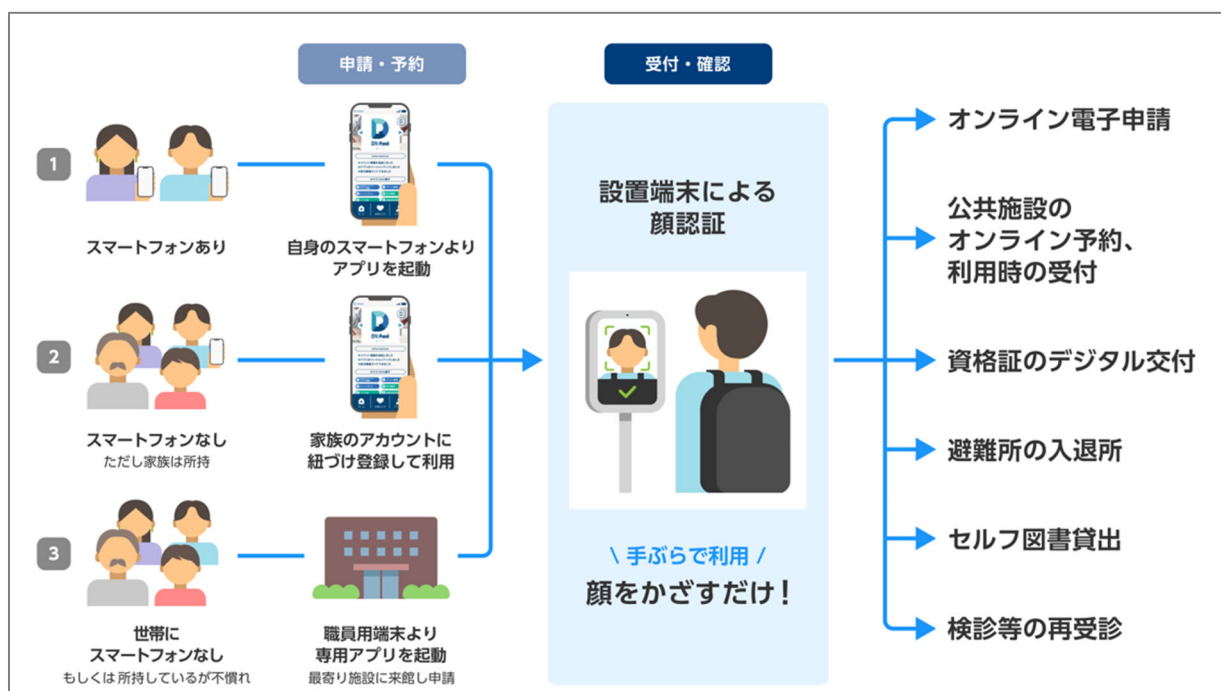 申請・予約
受付・確認
1
スマートフォンあり
DN Pass
自身のスマートフォンより
アプリを起動
2
スマートフォンなし
ただし家族は所持
家族のアカウントに
紐づけ登録して利用
3
世帯に
スマートフォンなし
もしくは 所持しているが不慣れ
職員用端末より
専用アプリを起動
最寄り施設に来館し申請
設置端末による
顔認証
\ 手ぶらで利用 /
顔をかざすだけ！
オンライン電子申請
公共施設の
オンライン予約、
利用時の受付
資格証のデジタル交付
避難所の入退所
セルフ図書貸出
検診等の再受診